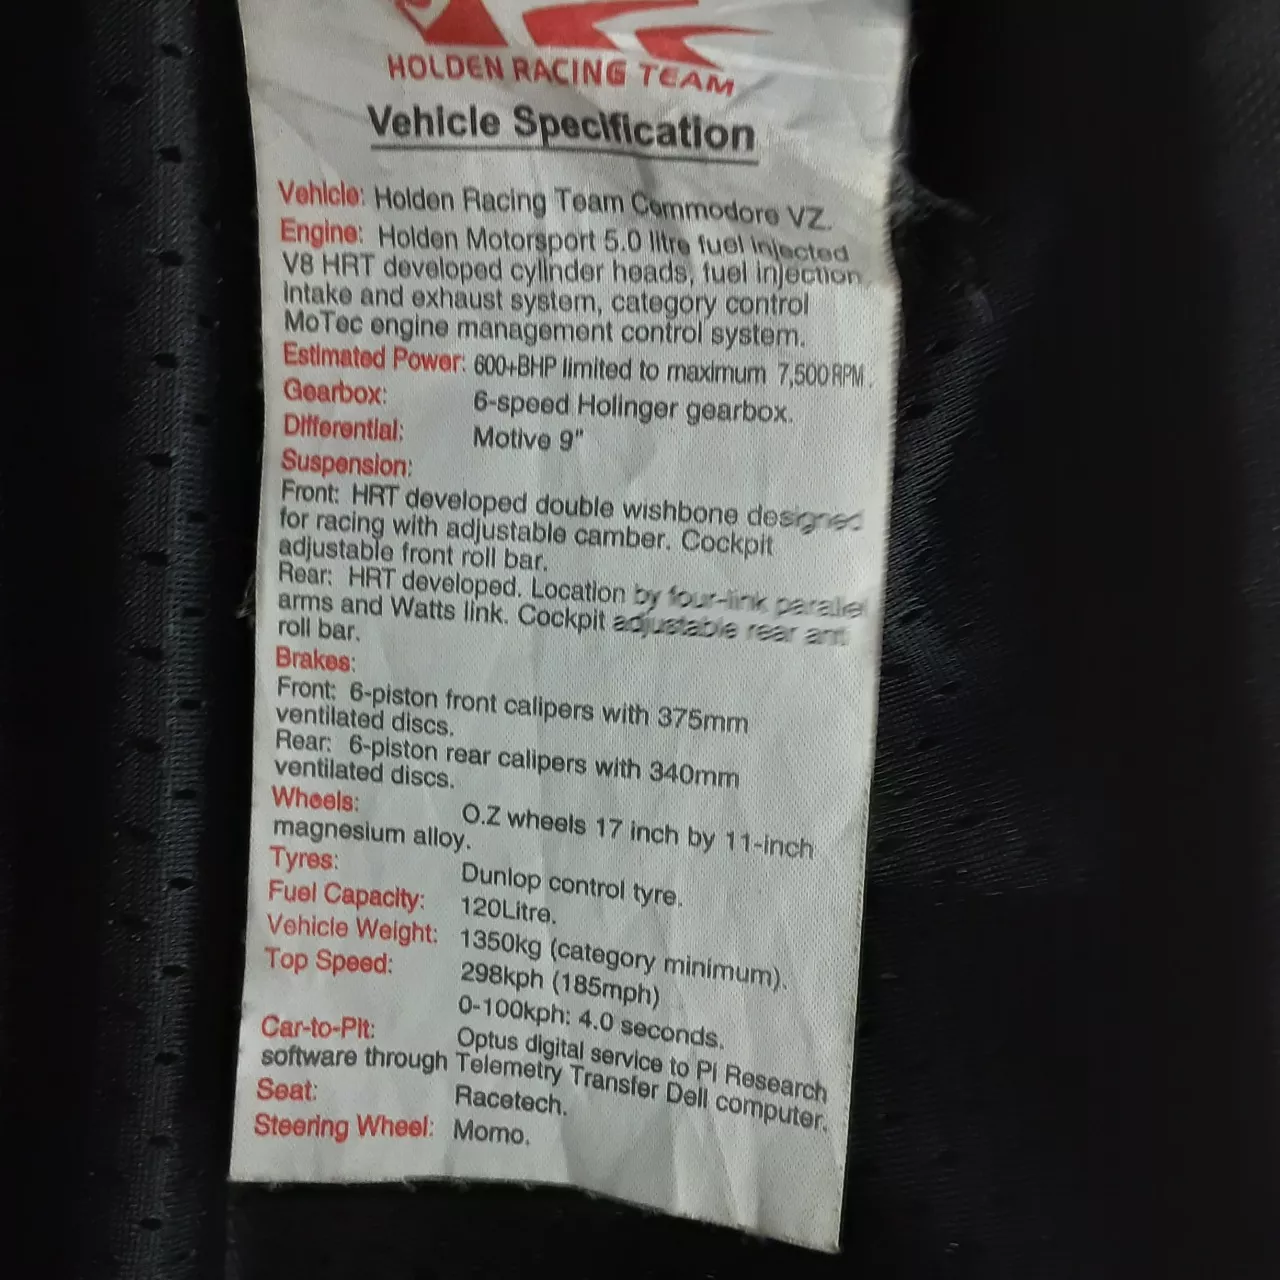 HOLDEN RACING TEAM
Vehicle Specification
Vehicle: Holden Racing Team Commodore VZ.
Engine: Holden Motorsport 5.0 litre fuel injected
V8 HRT developed cylinder heads, fuel injection,
intake and exhaust system, category control
MoTec engine management control system.
Estimated Power: 600+BHP limited to maximum 7,500RPM.
Gearbox: 6-speed Holinger gearbox.
Differential: Motive 9"
Suspension:
Front: HRT developed double wishbone designed
for racing with adjustable camber. Cockpit
adjustable front roll bar.
Rear: HRT developed. Location by four-link parallel
arms and Watts link. Cockpit adjustable rear anti
roll bar.
Brakes:
Front: 6-piston front calipers with 375mm
ventilated discs.
Rear: 6-piston rear calipers with 340mm
ventilated discs.
Wheels: O.Z wheels 17 inch by 11-inch
magnesium alloy.
Tyres: Dunlop control tyre.
Fuel Capacity: 120Litre.
Vehicle Weight: 1350kg (category minimum).
Top Speed: 298kph (185mph)
0-100kph: 4.0 seconds.
Car-to-Pit: Optus digital service to Pi Research
software through Telemetry Transfer Dell computer.
Seat: Racetech.
Steering Wheel: Momo.